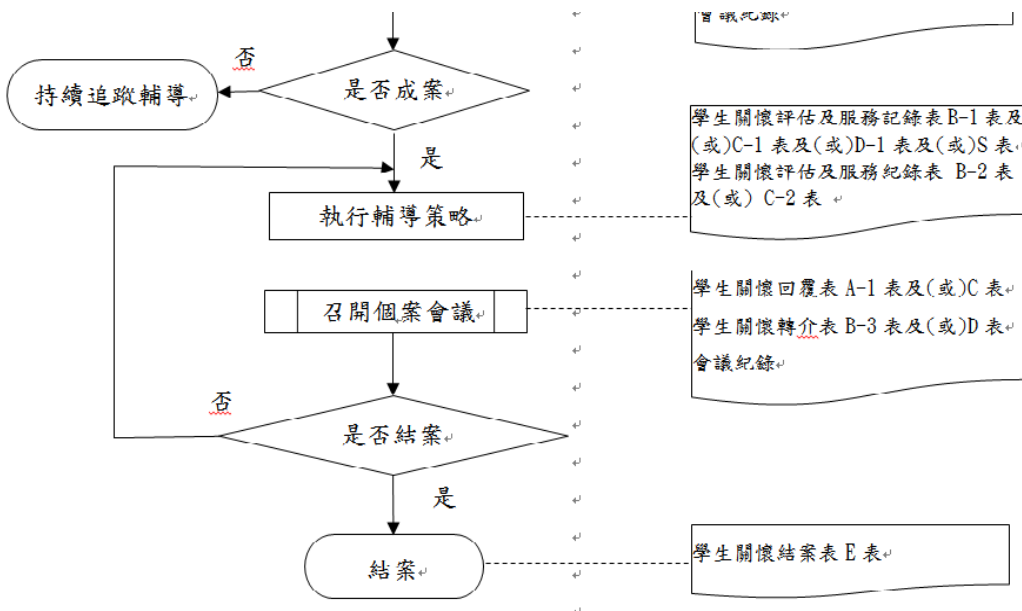 會議紀錄
否
是否成案
持續追蹤輔導
學生關懷評估及服務記錄表B-1 表及
(或)C-1 表及(或)D-1 表及(或)S 表
學生關懷評估及服務紀錄表 B-2 表
及(或) C-2 表
是
執行輔導策略
學生關懷回覆表 A-1 表及(或)C 表
召開個案會議
學生關懷轉介表 B-3 表及(或)D 表
會議紀錄
否
是否結案
是
學生關懷結案表 E 表
結案